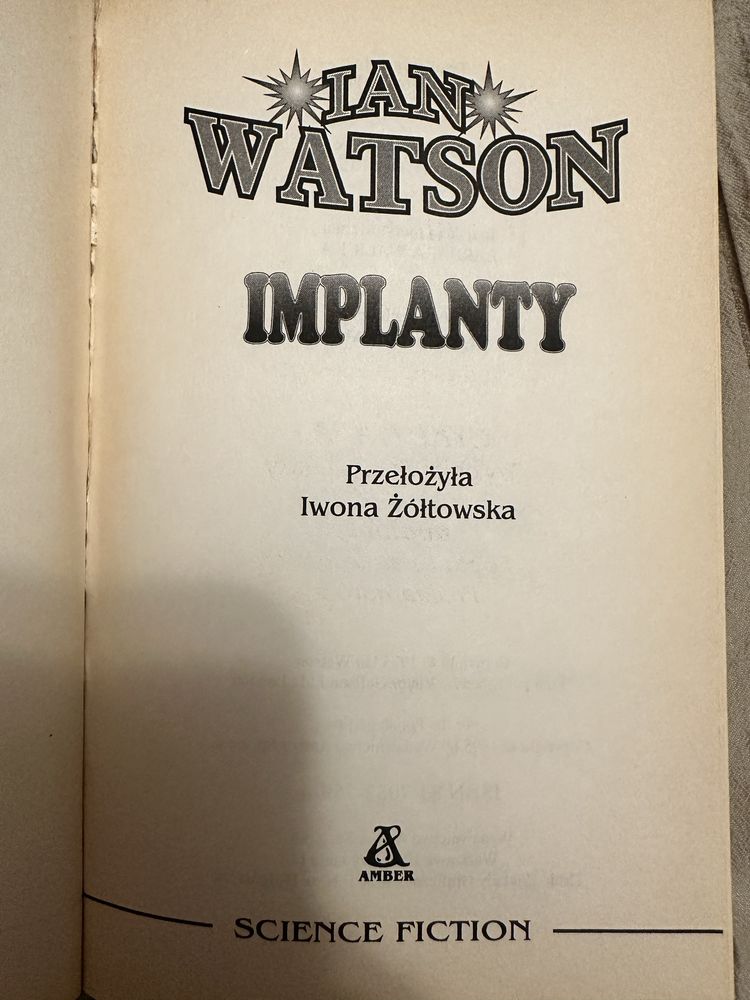 IAN
WATSON
IMPLANTY
Przełożyła
Iwona Żółtowska
AMBER
SCIENCE FICTION